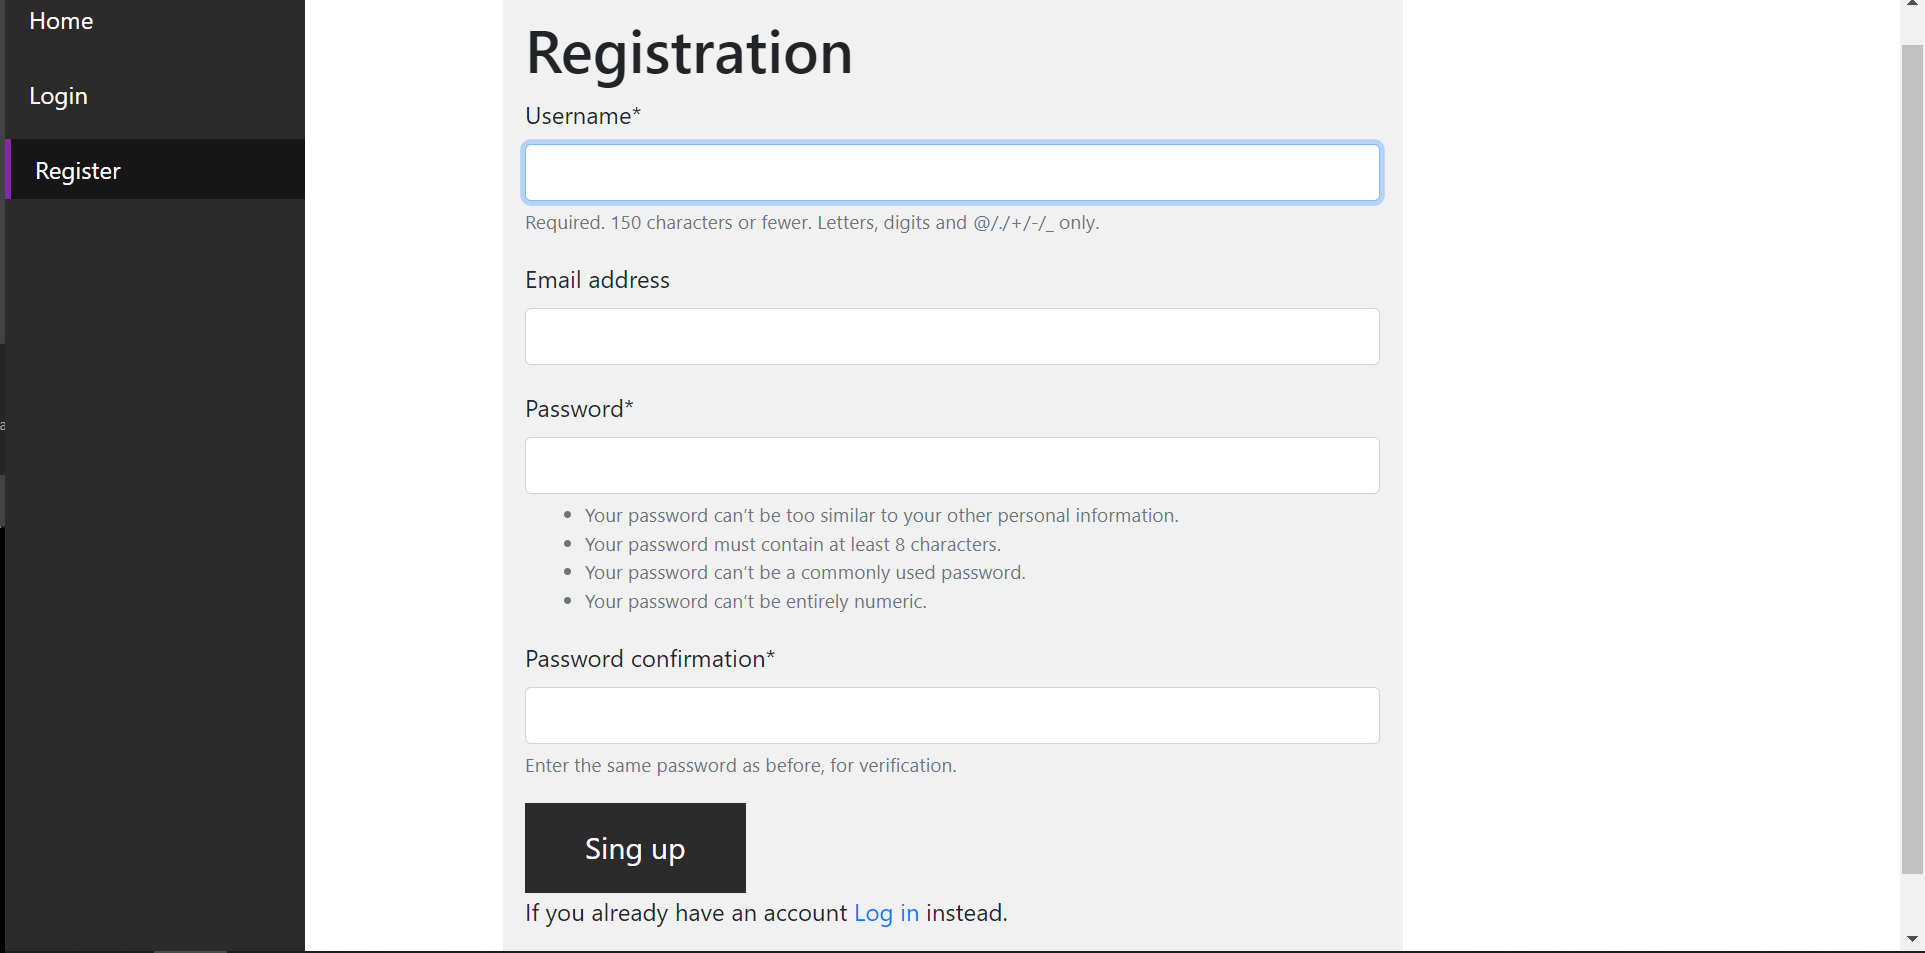 Home
Login
Register
Registration
Username*
Required. 150 characters or fewer. Letters, digits and @/./+/-/_ only.
Email address
Password*
Your password can't be too similar to your other personal information.
Your password must contain at least 8 characters.
Your password can't be a commonly used password.
Your password can't be entirely numeric.
Password confirmation*
Enter the same password as before, for verification.
Sing up
If you already have an account Log in instead.